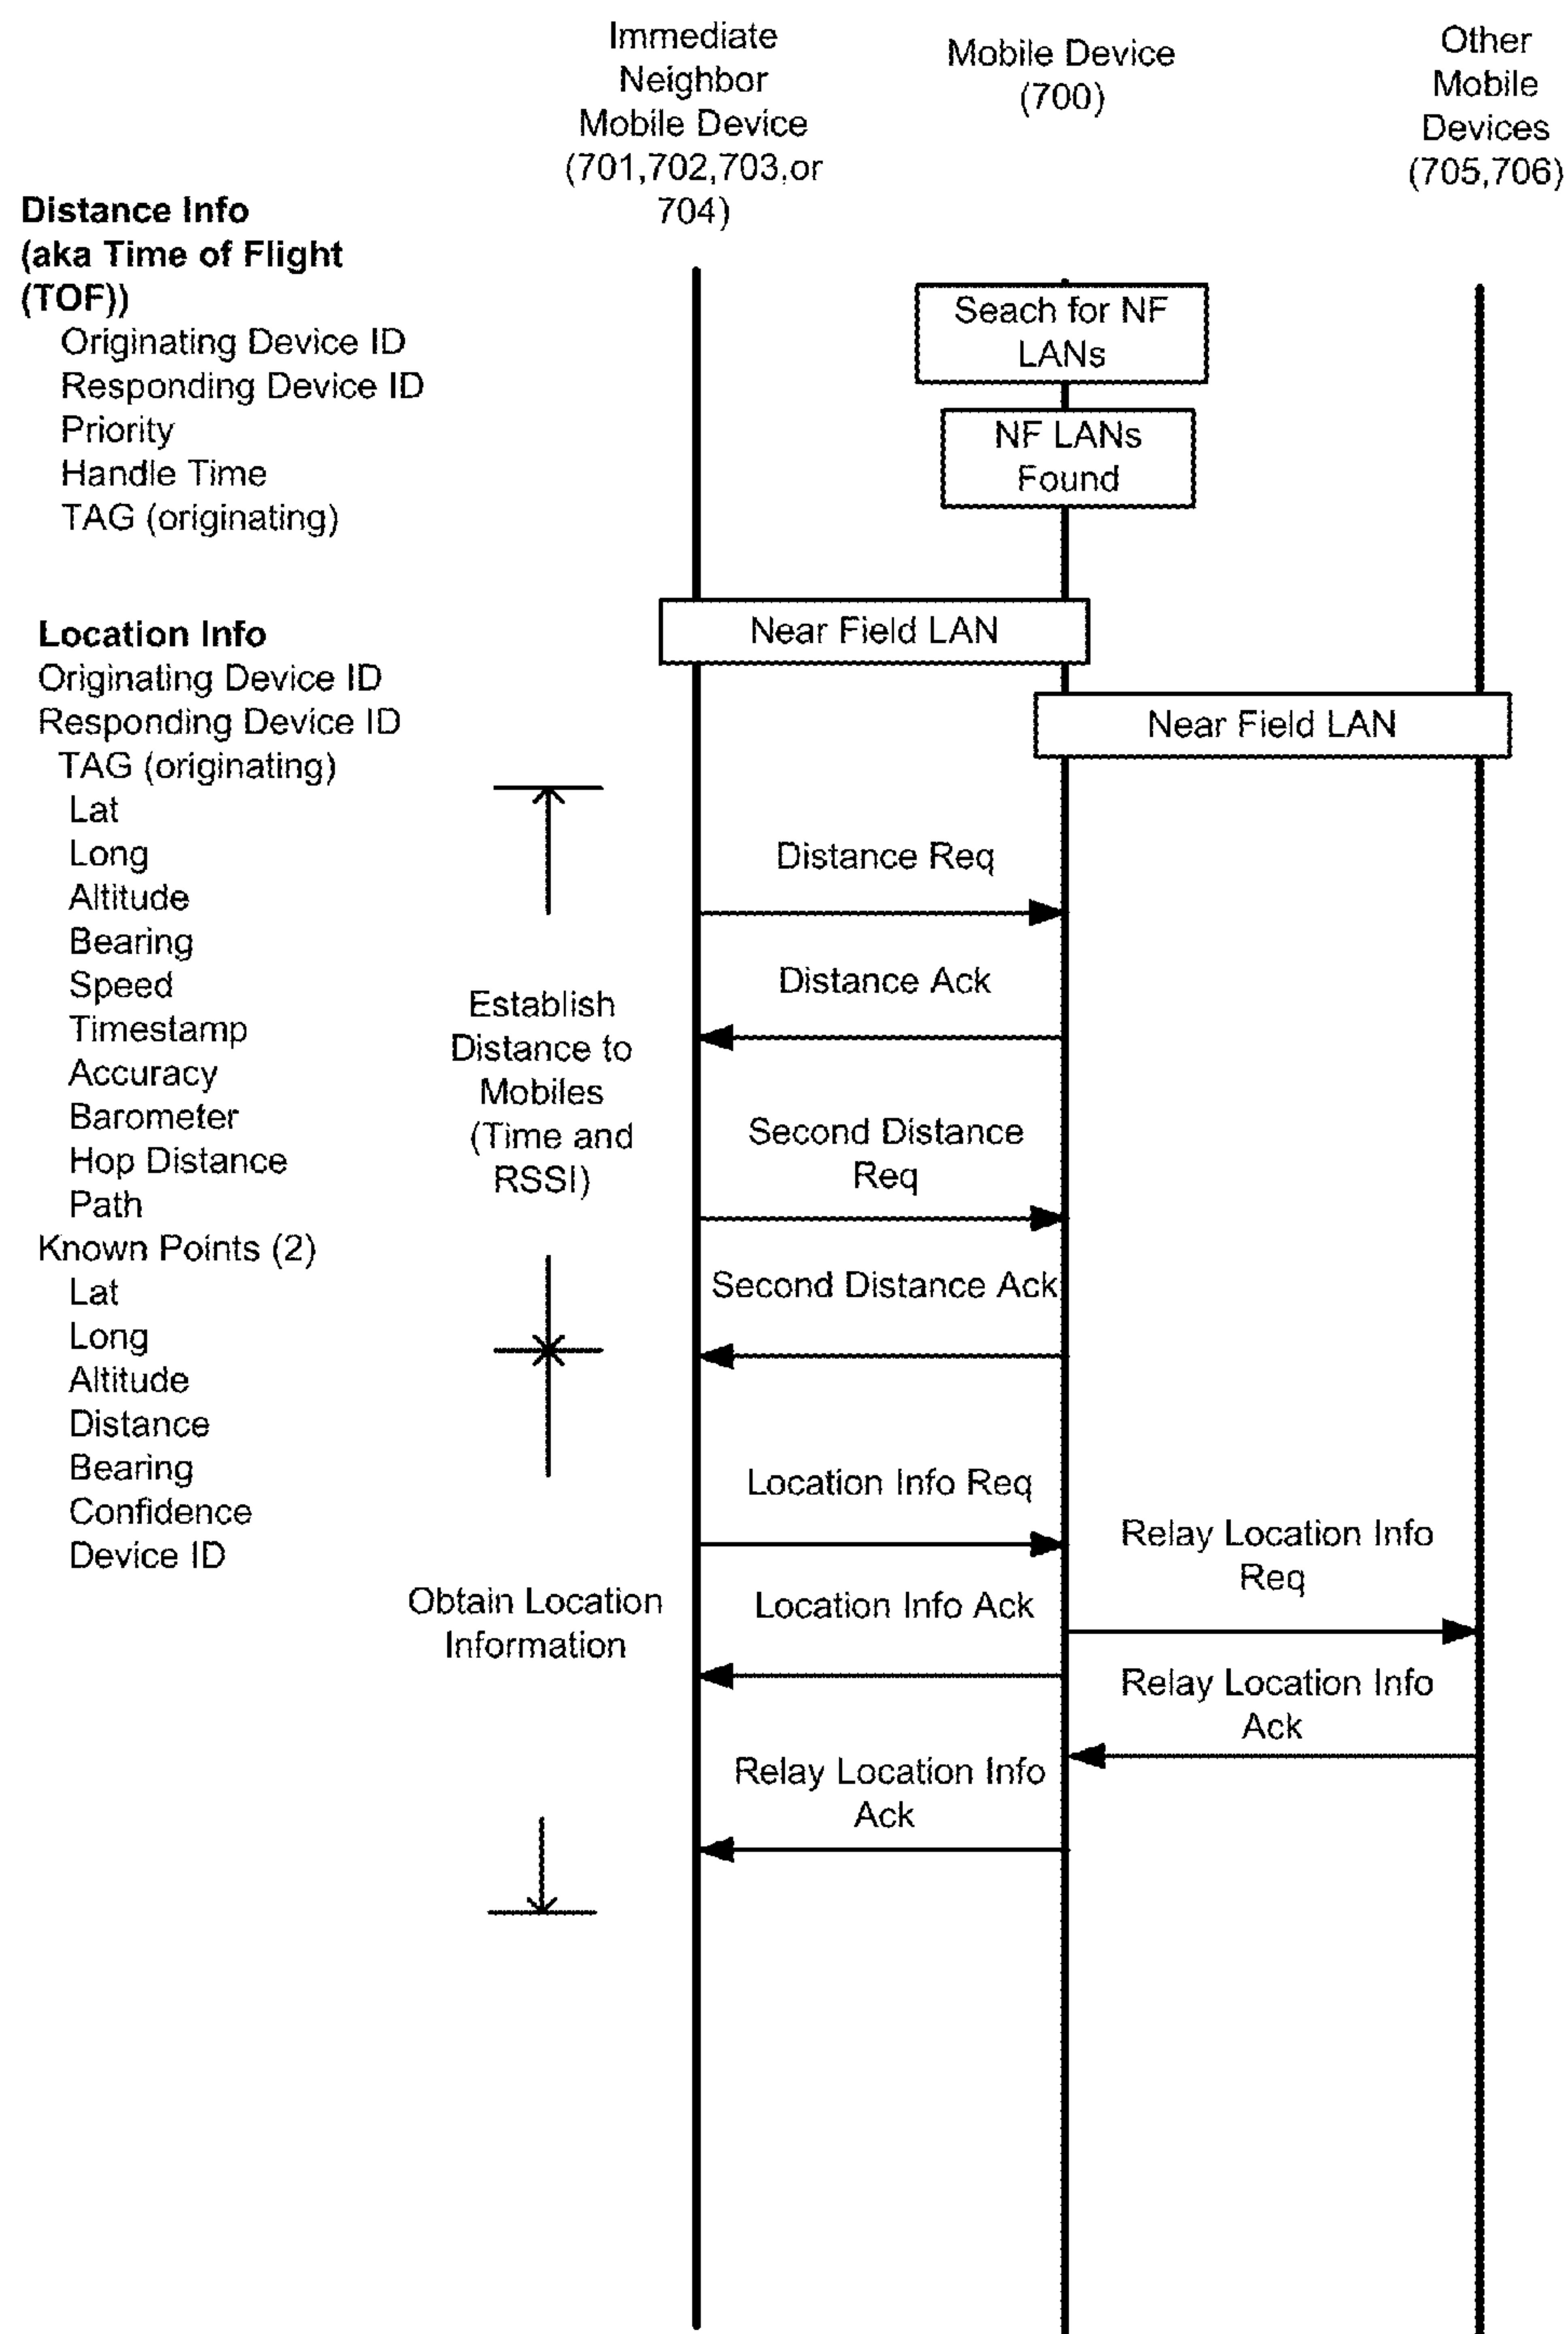 Immediate
Neighbor
Mobile Device
(701,702,703,or
704)
Mobile Device
(700)
Other
Mobile
Devices
(705,706)
Distance Info
(aka Time of Flight
(TOF))
Originating Device ID
Responding Device ID
Priority
Handle Time
TAG (originating)
Seach for NF
LANs
NF LANs
Found
Near Field LAN
Near Field LAN
Location Info
Originating Device ID
Responding Device ID
TAG (originating)
Lat
Long
Altitude
Bearing
Speed
Timestamp
Accuracy
Barometer
Hop Distance
Path
Known Points (2)
Lat
Long
Altitude
Distance
Bearing
Confidence
Device ID
Establish
Distance to
Mobiles
(Time and
RSSI)
Obtain Location
Information
Distance Req
Distance Ack
Second Distance
Req
Second Distance Ack
Location Info Req
Relay Location Info
Req
Location Info Ack
Relay Location Info
Ack
Relay Location Info
Ack